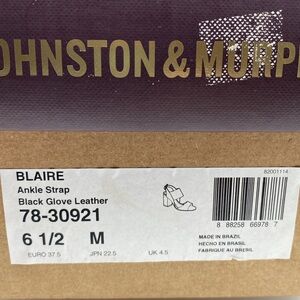 JOHNSTON & MURPH
BLAIRE
Ankle Strap
Black Glove Leather
78-30921
6 1/2 M
EURO 37.5 JPN 22.5 UK 4.5
82001114
8 88258 66978 7
MADE IN BRAZIL
HECHO EN BRASIL
FABRIQUE AU BRESIL